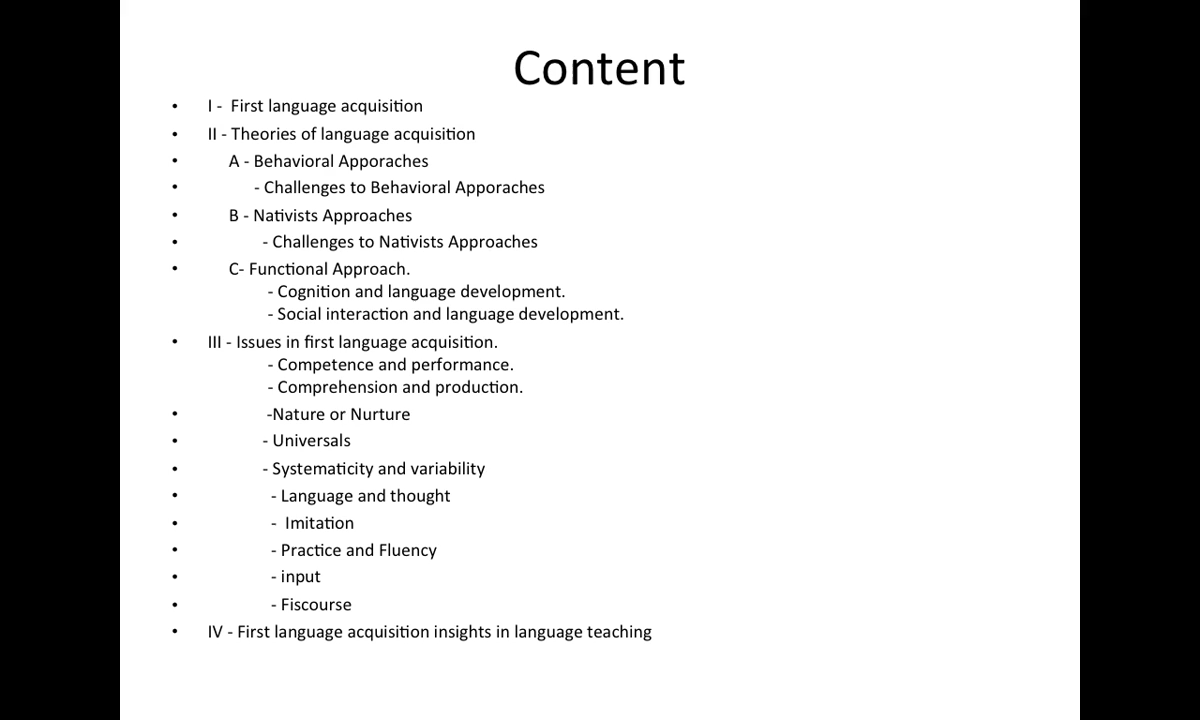 Content
• I -  First language acquisition
• II - Theories of language acquisition
• A - Behavioral Apporaches
• - Challenges to Behavioral Apporaches
• B - Nativists Approaches
• - Challenges to Nativists Approaches
• C- Functional Approach.
- Cognition and language development.
- Social interaction and language development.
• III - Issues in first language acquisition.
- Competence and performance.
- Comprehension and production.
• -Nature or Nurture
• - Universals
• - Systematicity and variability
• - Language and thought
• -  Imitation
• - Practice and Fluency
• - input
• - Fiscourse
• IV - First language acquisition insights in language teaching